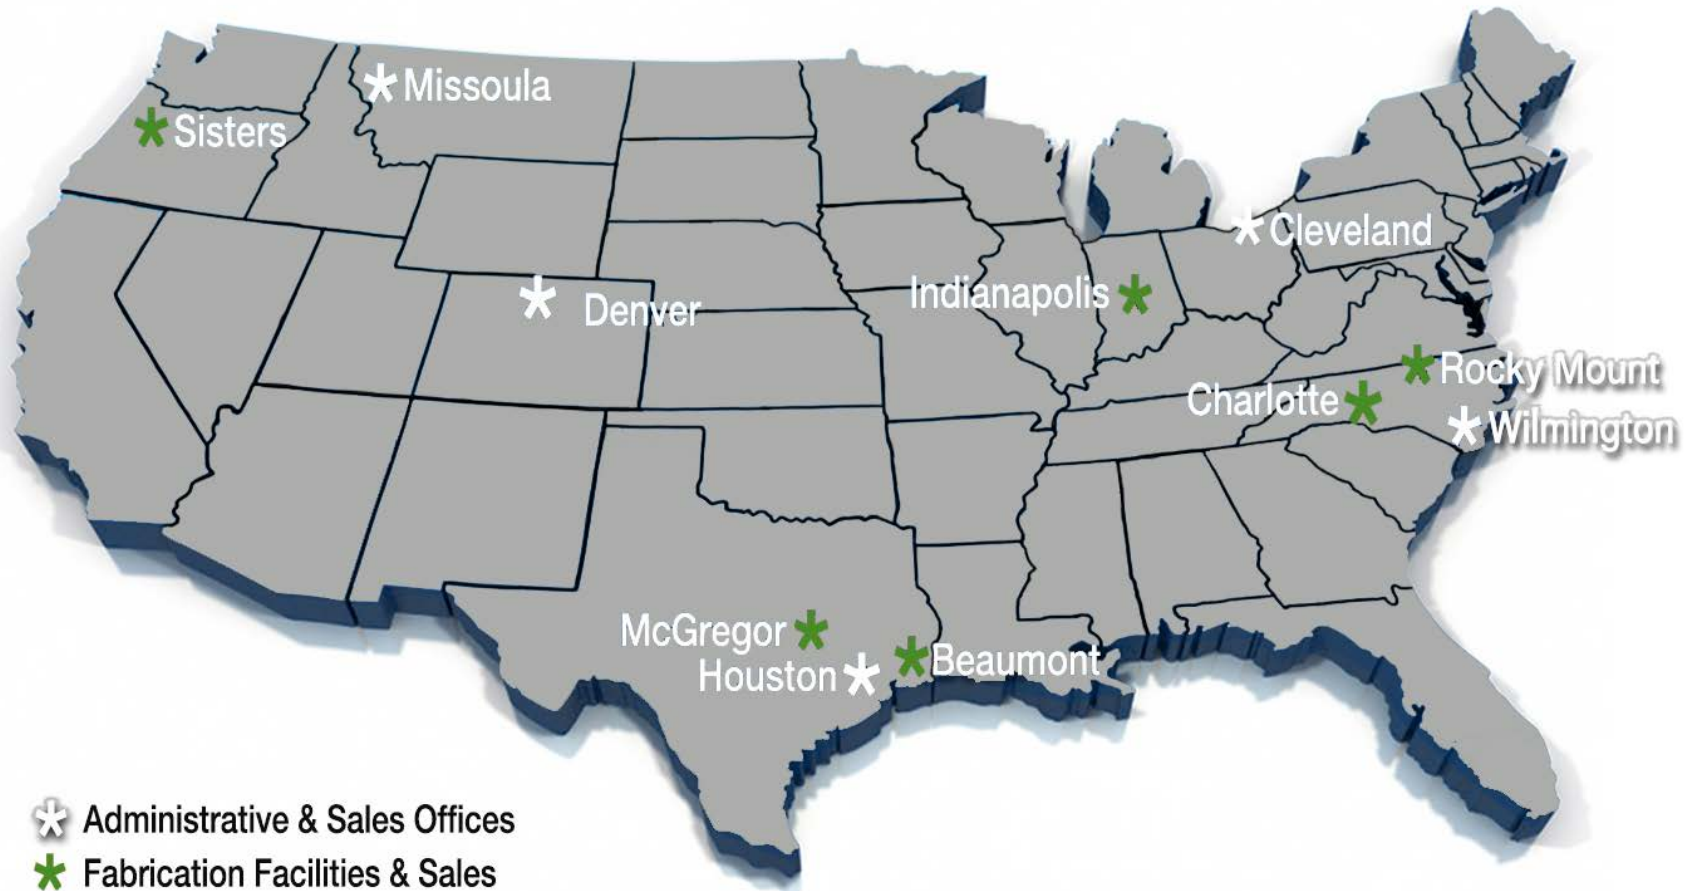 Missoula
Sisters
Cleveland
Indianapolis
Denver
Rocky Mount
Charlotte
Wilmington
McGregor
Beaumont
Houston
Administrative & Sales Offices
Fabrication Facilities & Sales